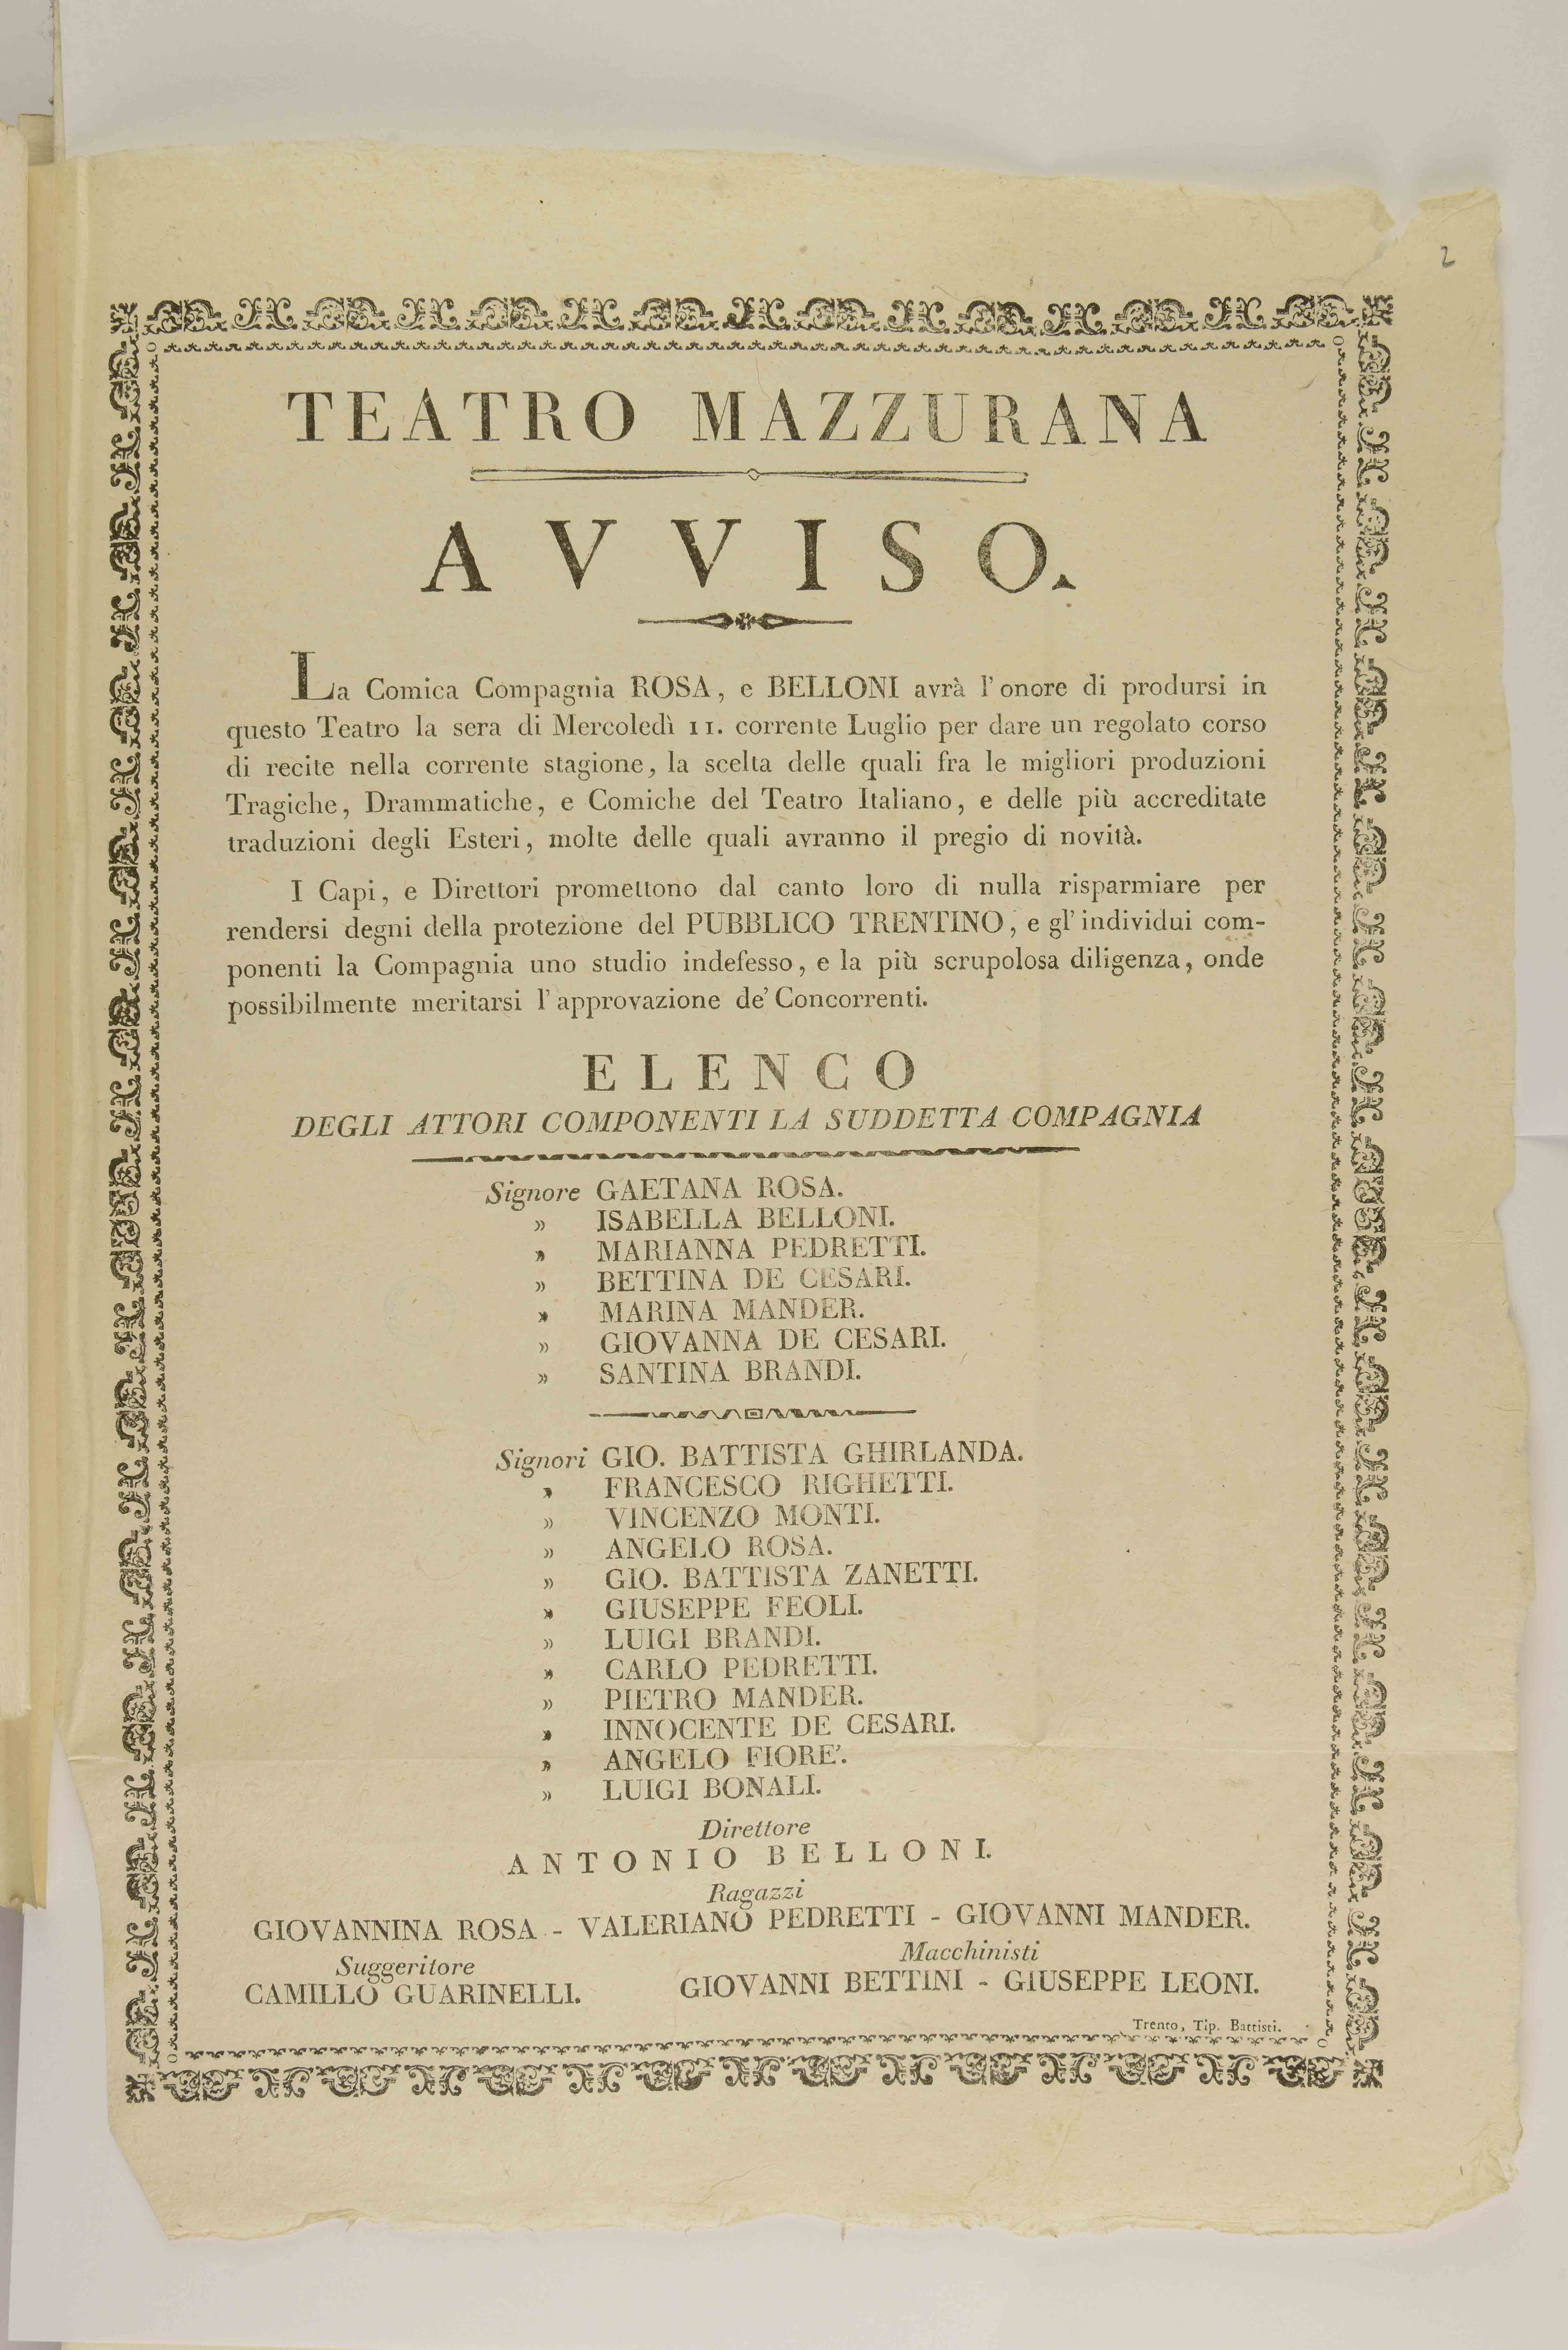 2
TEATRO MAZZURANA
AVVISO.
La Comica Compagnia ROSA, e BELLONI avrà l'onore di prodursi in
questo Teatro la sera di Mercoledì 11. corrente Luglio per dare un regolato corso
di recite nella corrente stagione, la scelta delle quali fra le migliori produzioni
Tragiche, Drammatiche, e Comiche del Teatro Italiano, e delle più accreditate
traduzioni degli Esteri, molte delle quali avranno il pregio di novità.
I Capi, e Direttori promettono dal canto loro di nulla risparmiare per
rendersi degni della protezione del PUBBLICO TRENTINO, e gl'individui com-
ponenti la Compagnia uno studio indefesso, e la più scrupolosa diligenza, onde
possibilmente meritarsi l'approvazione de' Concorrenti.
ELENCO
DEGLI ATTORI COMPONENTI LA SUDDETTA COMPAGNIA
Signore GAETANA ROSA.
» ISABELLA BELLONI.
» MARIANNA PEDRETTI.
» BETTINA DE CESARI.
» MARINA MANDER.
» GIOVANNA DE CESARI.
» SANTINA BRANDI.
Signori GIO. BATTISTA GHIRLANDA.
» FRANCESCO RIGHETTI.
» VINCENZO MONTI.
» ANGELO ROSA.
» GIO. BATTISTA ZANETTI.
» GIUSEPPE FEOLI.
» LUIGI BRANDI.
» CARLO PEDRETTI.
» PIETRO MANDER.
» INNOCENTE DE CESARI.
» ANGELO FIORE'.
» LUIGI BONALI.
Direttore
ANTONIO BELLONI.
Ragazzi
GIOVANNINA ROSA - VALERIANO PEDRETTI - GIOVANNI MANDER.
Suggeritore
CAMILLO GUARINELLI.
Macchinisti
GIOVANNI BETTINI - GIUSEPPE LEONI.
Trento, Tip. Battisti.